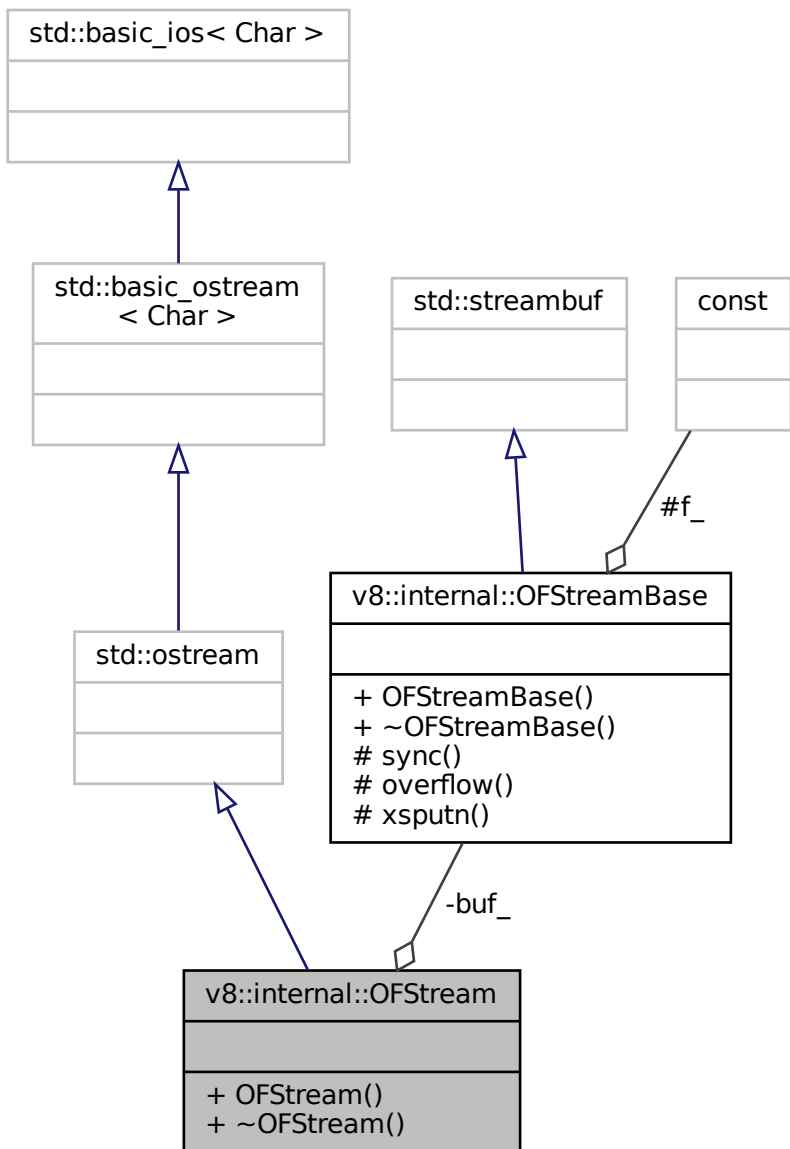 std::basic_ios< Char >
std::basic_ostream
< Char >
std::streambuf
const
#f_
v8::internal::OFStreamBase
+ OFStreamBase()
+ ~OFStreamBase()
# sync()
# overflow()
# xsputn()
std::ostream
-buf_
v8::internal::OFStream
+ OFStream()
+ ~OFStream()